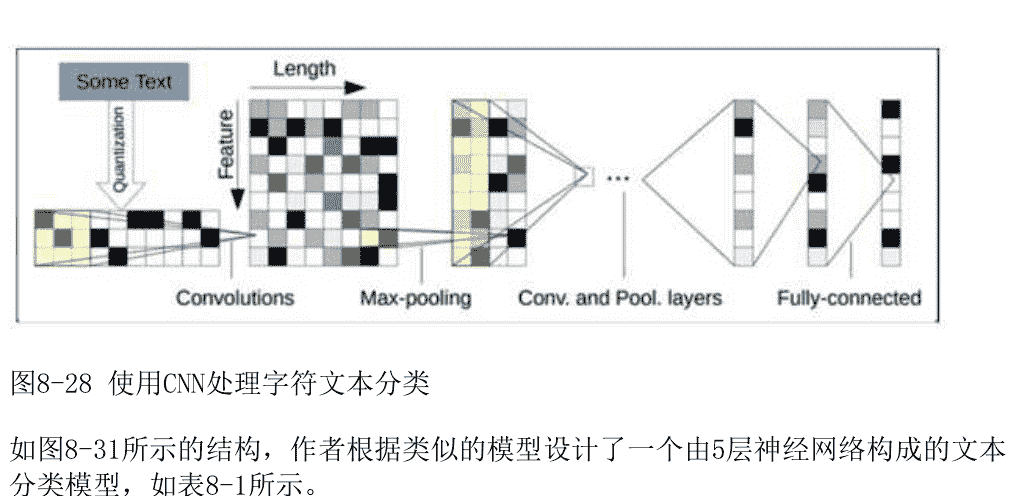 Some Text
Length
Quantization
Feature
Convolutions
Max-pooling
Conv. and Pool. layers
Fully-connected
图8-28 使用CNN处理字符文本分类
如图8-31所示的结构，作者根据类似的模型设计了一个由5层神经网络构成的文本
分类模型，如表8-1所示。